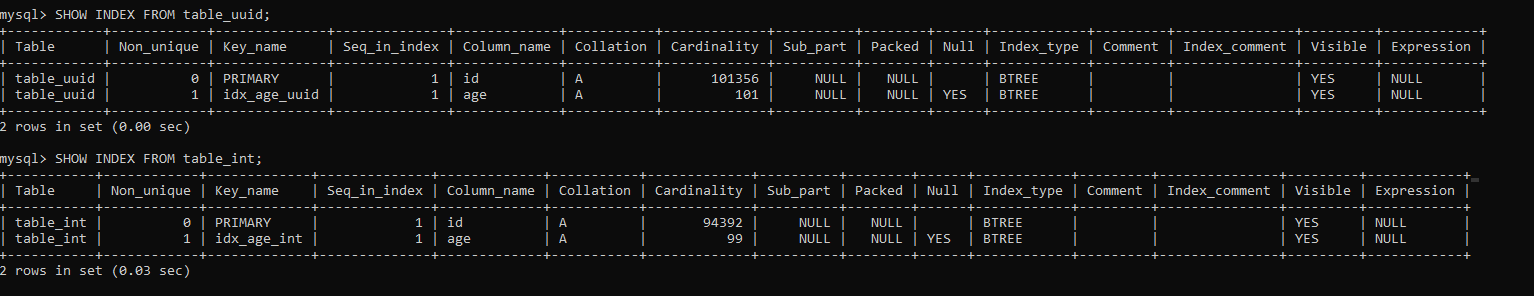 mysql> SHOW INDEX FROM table_uuid;
+------------+------------+--------------+--------------+-------------+-----------+-------------+----------+--------+------+------------+---------+---------------+---------+------------+
| Table      | Non_unique | Key_name     | Seq_in_index | Column_name | Collation | Cardinality | Sub_part | Packed | Null | Index_type | Comment | Index_comment | Visible | Expression |
+------------+------------+--------------+--------------+-------------+-----------+-------------+----------+--------+------+------------+---------+---------------+---------+------------+
| table_uuid |          0 | PRIMARY      |            1 | id          | A         |      101356 |     NULL |   NULL |      | BTREE      |         |               | YES     | NULL       |
| table_uuid |          1 | idx_age_uuid |            1 | age         | A         |         101 |     NULL |   NULL | YES  | BTREE      |         |               | YES     | NULL       |
+------------+------------+--------------+--------------+-------------+-----------+-------------+----------+--------+------+------------+---------+---------------+---------+------------+
2 rows in set (0.00 sec)
mysql> SHOW INDEX FROM table_int;
+-----------+------------+-------------+--------------+-------------+-----------+-------------+----------+--------+------+------------+---------+---------------+---------+------------+
| Table     | Non_unique | Key_name    | Seq_in_index | Column_name | Collation | Cardinality | Sub_part | Packed | Null | Index_type | Comment | Index_comment | Visible | Expression |
+-----------+------------+-------------+--------------+-------------+-----------+-------------+----------+--------+------+------------+---------+---------------+---------+------------+
| table_int |          0 | PRIMARY     |            1 | id          | A         |       94392 |     NULL |   NULL |      | BTREE      |         |               | YES     | NULL       |
| table_int |          1 | idx_age_int |            1 | age         | A         |          99 |     NULL |   NULL | YES  | BTREE      |         |               | YES     | NULL       |
+-----------+------------+-------------+--------------+-------------+-----------+-------------+----------+--------+------+------------+---------+---------------+---------+------------+
2 rows in set (0.03 sec)